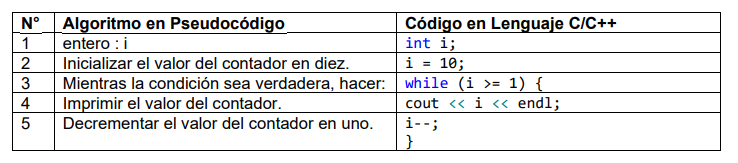 N° Algoritmo en Pseudocódigo Código en Lenguaje C/C++
1 entero : i int i;
2 Inicializar el valor del contador en diez. i = 10;
3 Mientras la condición sea verdadera, hacer: while (i >= 1) {
4 Imprimir el valor del contador. cout << i << endl;
5 Decrementar el valor del contador en uno. i--;
}